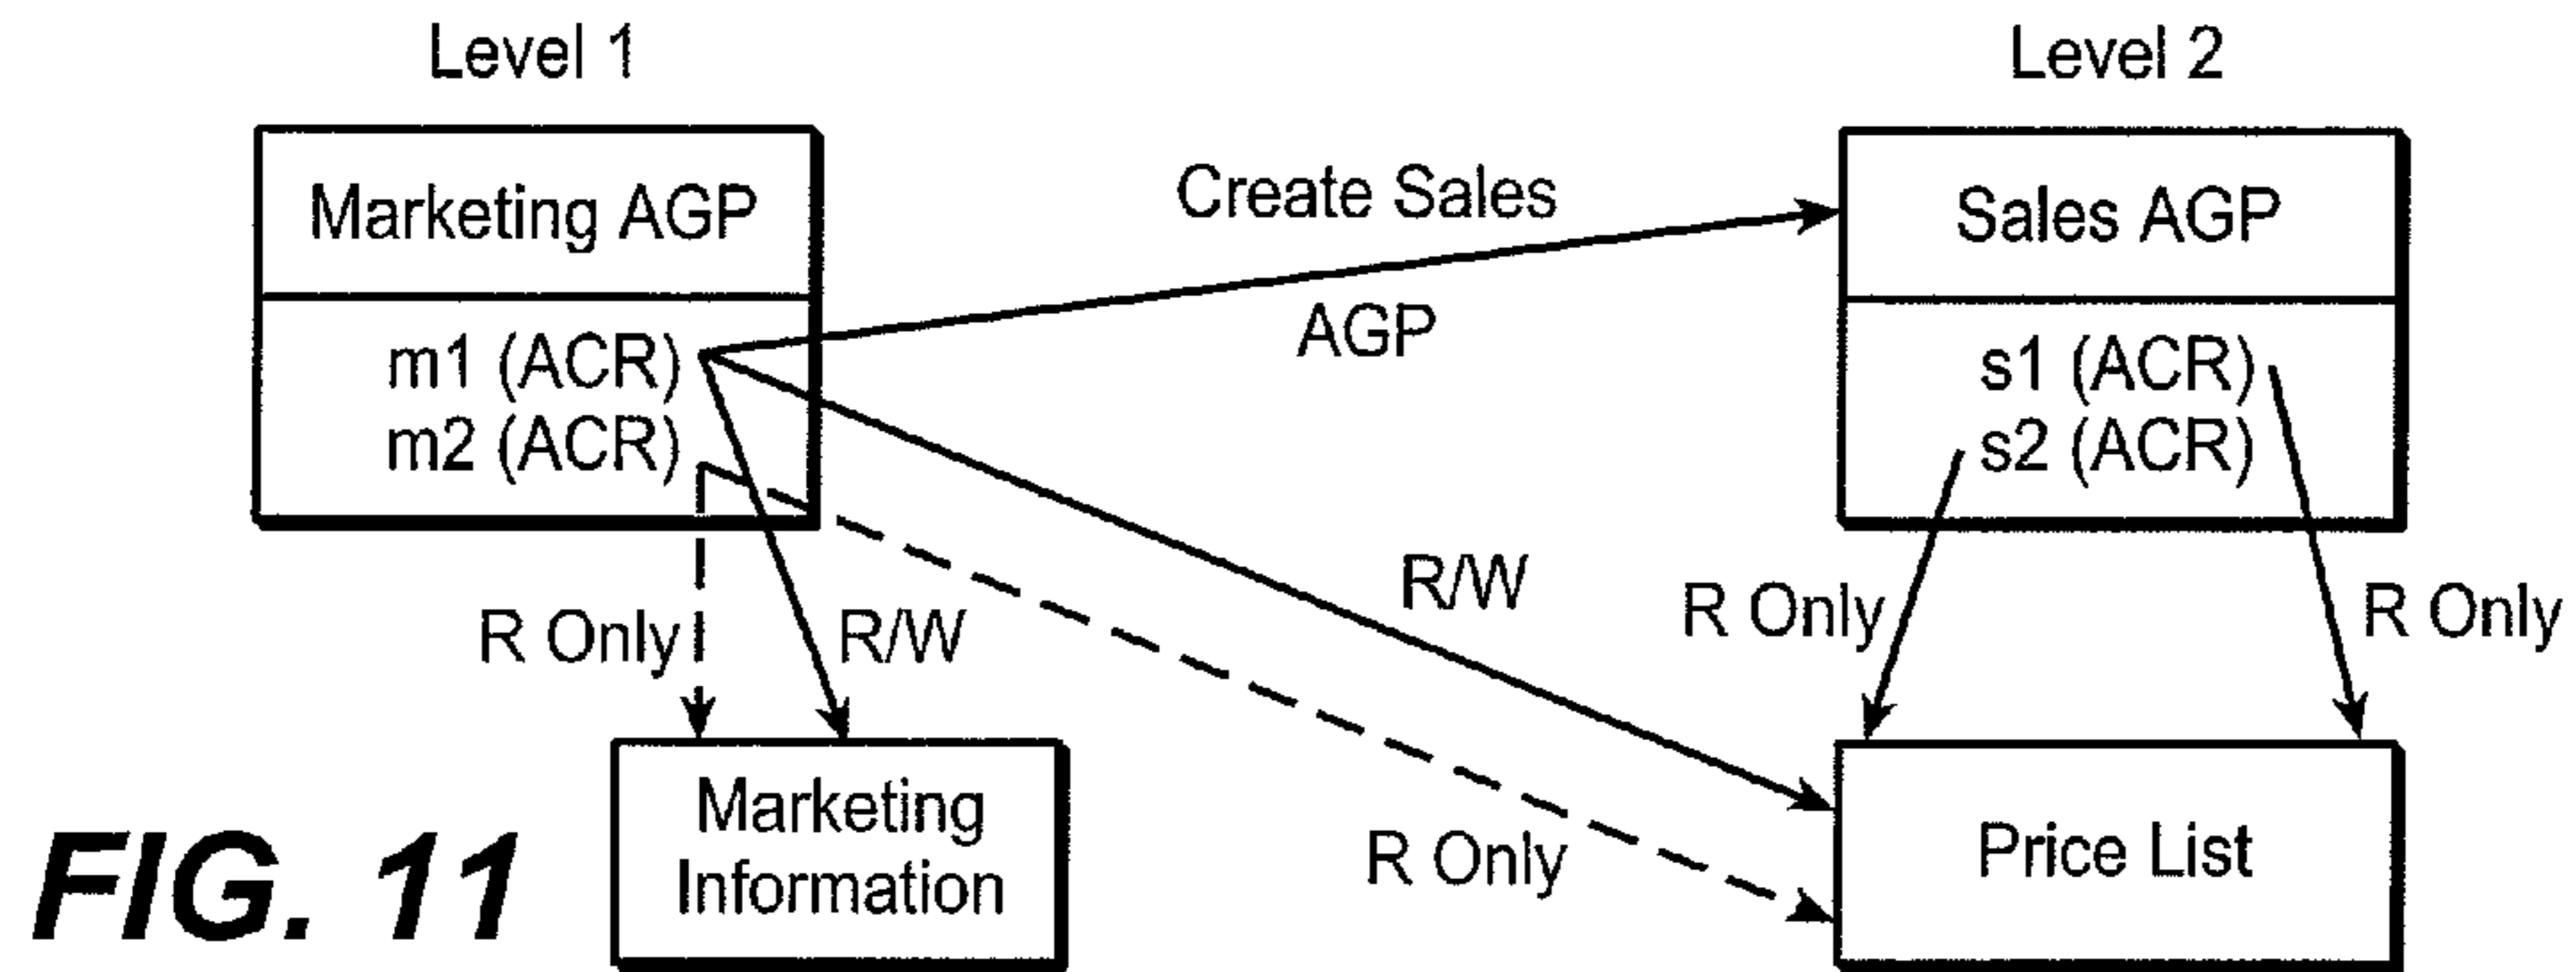 Level 1
Level 2
Marketing AGP
Create Sales
AGP
Sales AGP
m1 (ACR)
m2 (ACR)
s1 (ACR)
s2 (ACR)
R Only
R/W
R/W
R Only
R Only
R Only
Marketing
Information
Price List
FIG. 11